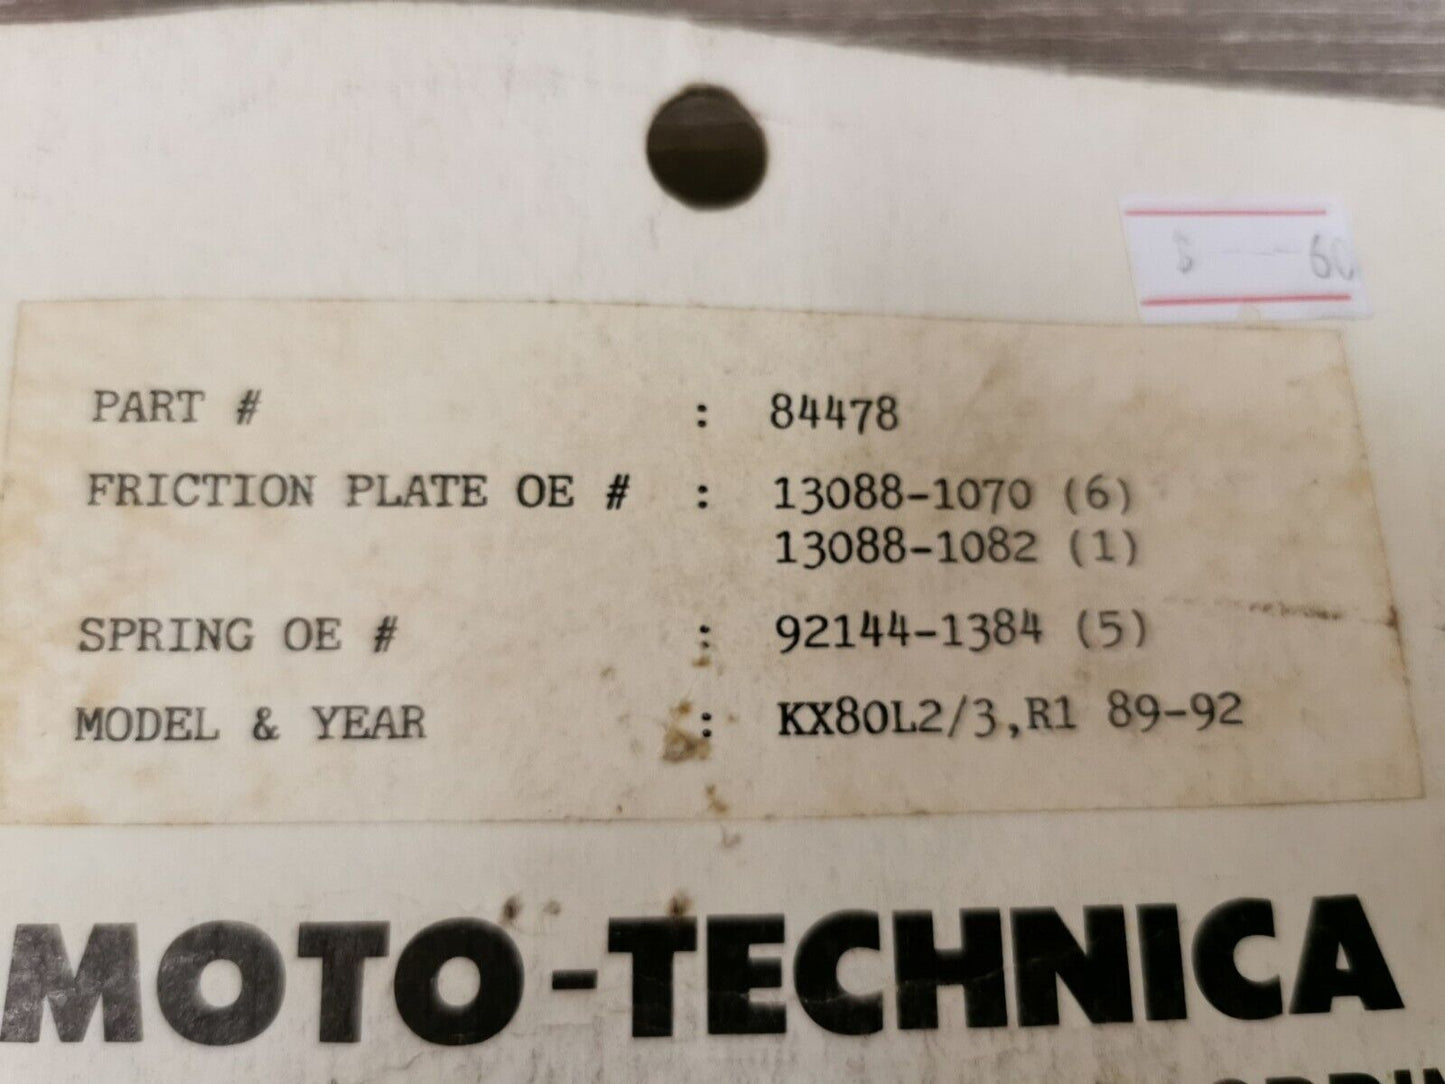 $ 60
PART # : 84478
FRICTION PLATE OE # : 13088-1070 (6)
13088-1082 (1)
SPRING OE # : 92144-1384 (5)
MODEL & YEAR : KX80L2/3,R1 89-92
MOTO-TECHNICA